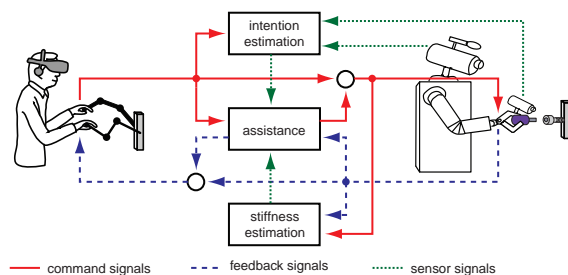 intention
estimation
assistance
stiffness
estimation
command signals
feedback signals
sensor signals